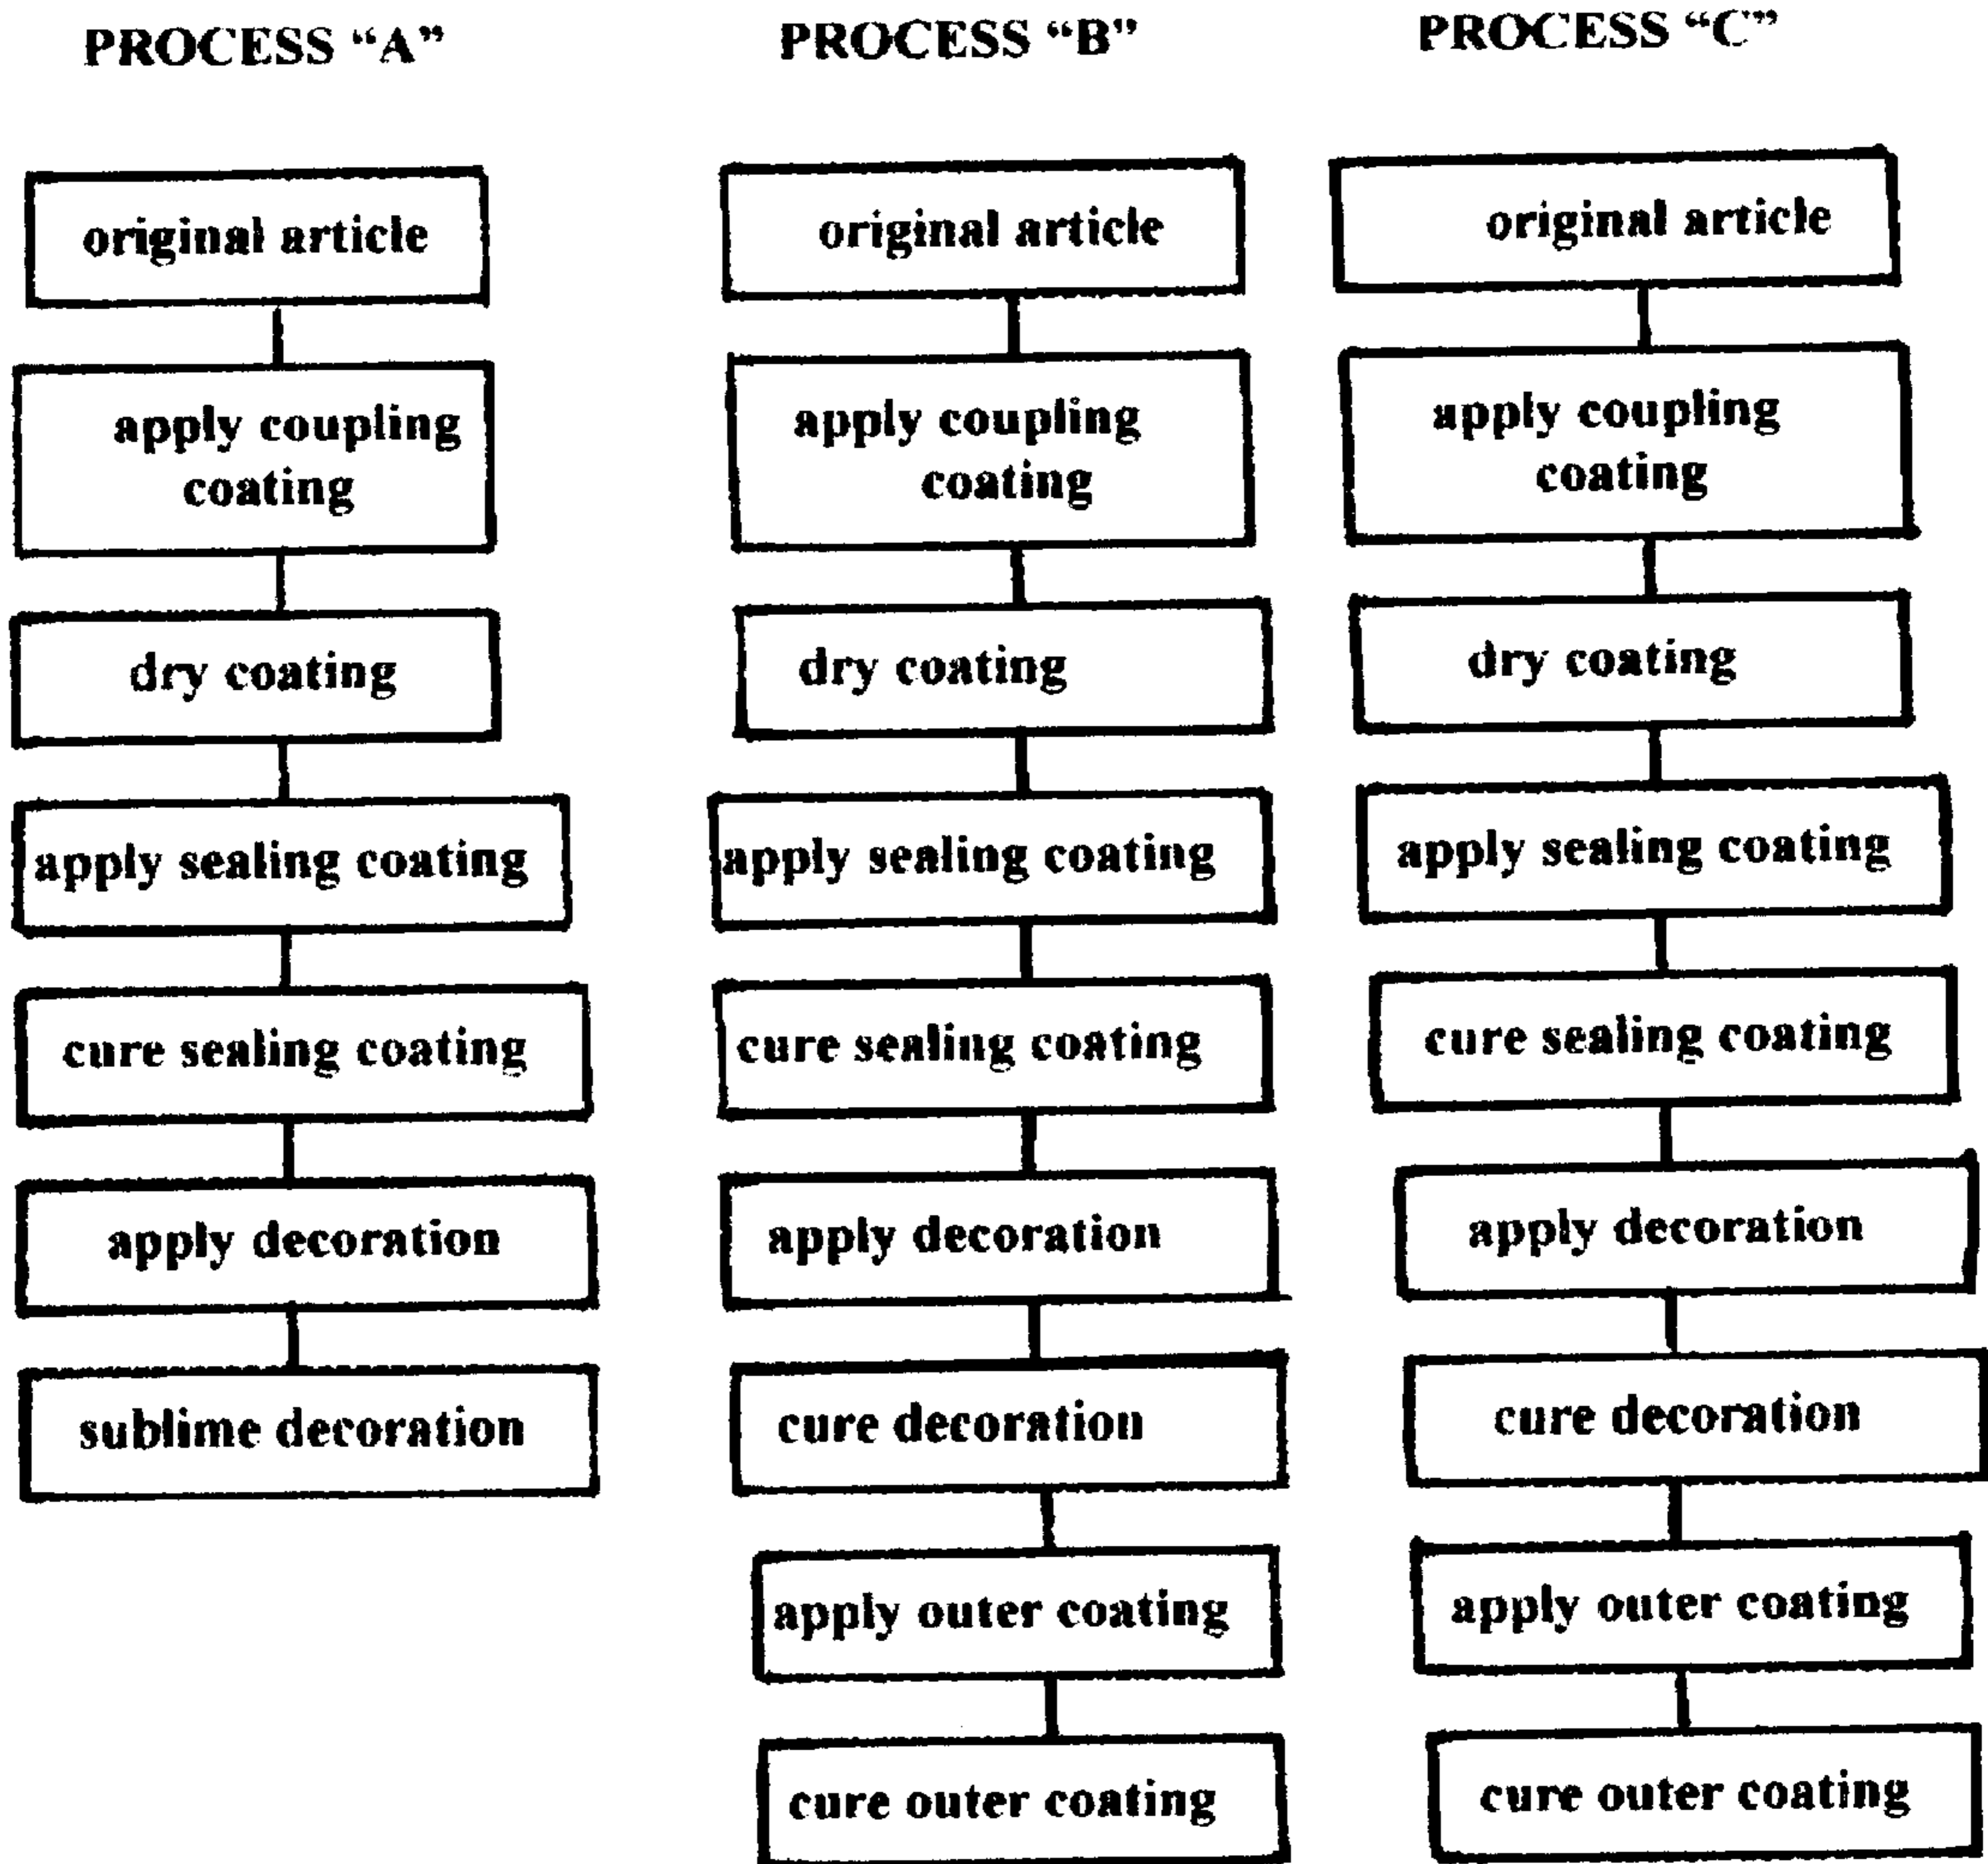 PROCESS “A”
original article
apply coupling
coating
dry coating
apply sealing coating
cure sealing coating
apply decoration
sublime decoration
PROCESS “B”
original article
apply coupling
coating
dry coating
apply sealing coating
cure sealing coating
apply decoration
cure decoration
apply outer coating
cure outer coating
PROCESS “C”
original article
apply coupling
coating
dry coating
apply sealing coating
cure sealing coating
apply decoration
cure decoration
apply outer coating
cure outer coating